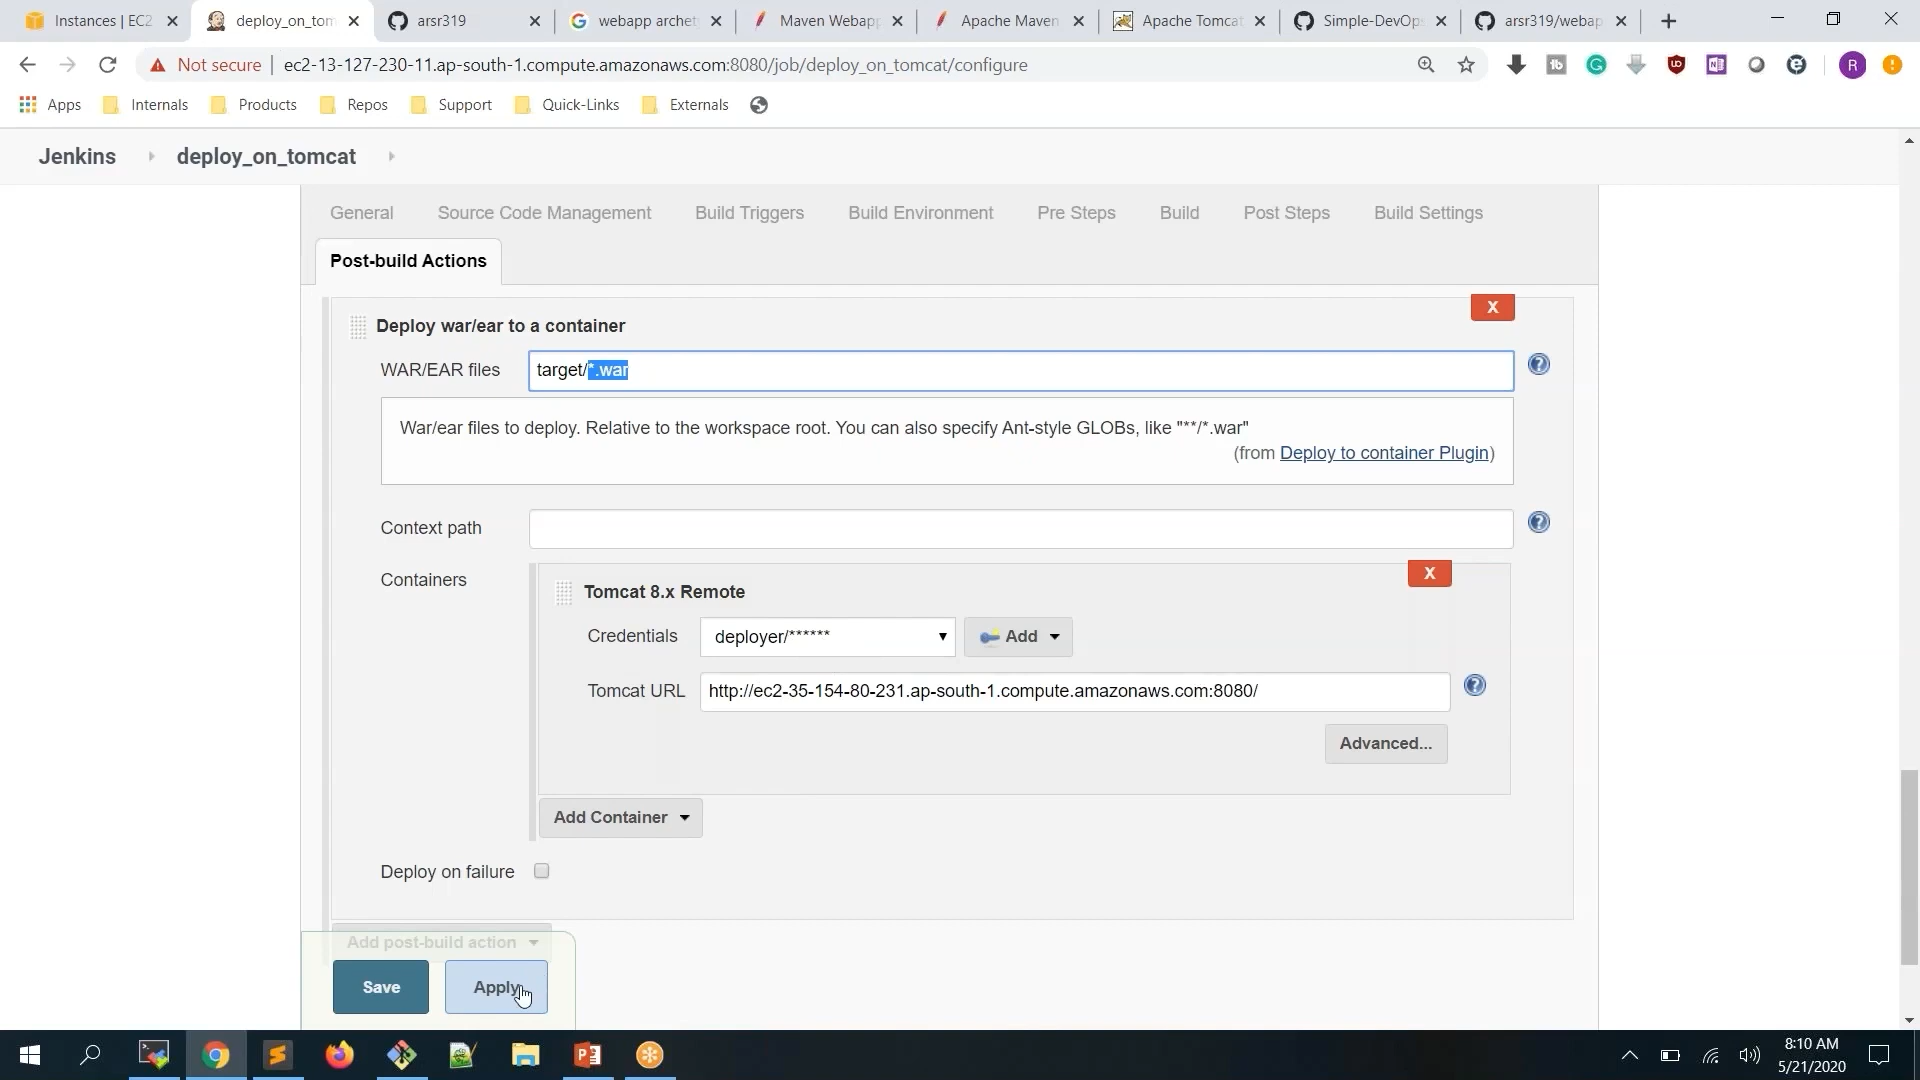 Instances | EC2
deploy_on_tom
arsr319
webapp archet
Maven Webapp
Apache Maven
Apache Tomcat
Simple-DevOps
arsr319/webap
Not secure | ec2-13-127-230-11.ap-south-1.compute.amazonaws.com:8080/job/deploy_on_tomcat/configure
R
Apps
Internals
Products
Repos
Support
Quick-Links
Externals
Jenkins
deploy_on_tomcat
General
Source Code Management
Build Triggers
Build Environment
Pre Steps
Build
Post Steps
Build Settings
Post-build Actions
X
Deploy war/ear to a container
WAR/EAR files
target/*.war
War/ear files to deploy. Relative to the workspace root. You can also specify Ant-style GLOBs, like "**/*.war"
(from Deploy to container Plugin)
Context path
Containers
X
Tomcat 8.x Remote
Credentials
deployer/******
Add
Tomcat URL
http://ec2-35-154-80-231.ap-south-1.compute.amazonaws.com:8080/
Advanced...
Add Container
Deploy on failure
Add post-build action
Save
Apply
8:10 AM
5/21/2020